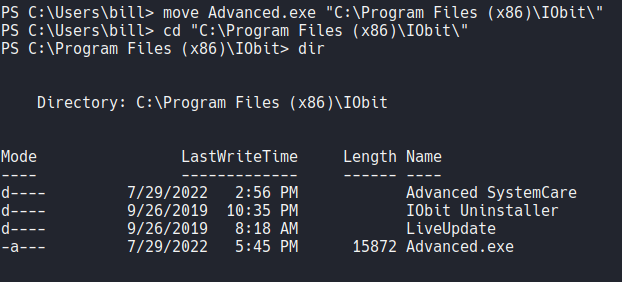 PS C:\Users\bill> move Advanced.exe "C:\Program Files (x86)\IObit\"
PS C:\Users\bill> cd "C:\Program Files (x86)\IObit\"
PS C:\Program Files (x86)\IObit> dir
    Directory: C:\Program Files (x86)\IObit
Mode                LastWriteTime     Length Name
----                -------------     ------ ----
d----         7/29/2022   2:56 PM            Advanced SystemCare
d----         9/26/2019  10:35 PM            IObit Uninstaller
d----         9/26/2019   8:18 AM            LiveUpdate
-a---         7/29/2022   5:45 PM      15872 Advanced.exe